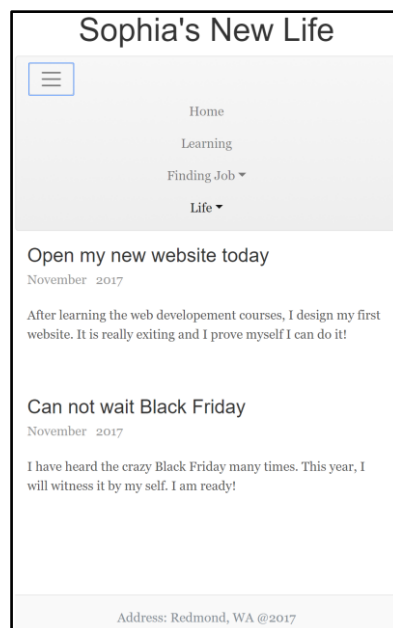 Sophia's New Life
Home
Learning
Finding Job
Life
Open my new website today
November 2017
After learning the web developement courses, I design my first
website. It is really exiting and I prove myself I can do it!
Can not wait Black Friday
November 2017
I have heard the crazy Black Friday many times. This year, I
will witness it by my self. I am ready!
Address: Redmond, WA @2017